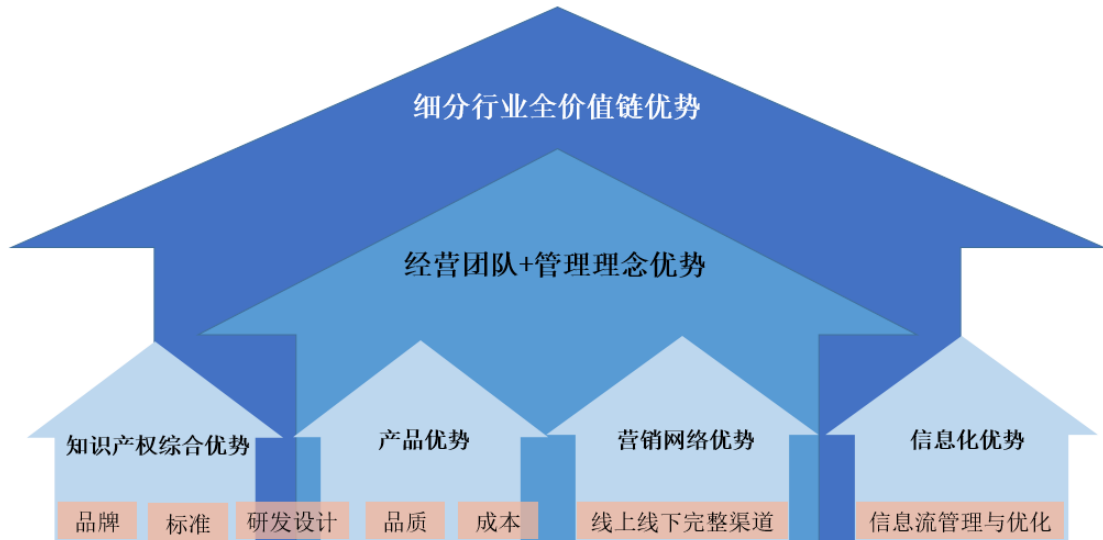 细分行业全价值链优势
经营团队+管理理念优势
知识产权综合优势
产品优势
营销网络优势
信息化优势
品牌
标准
研发设计
品质
成本
线上线下完整渠道
信息流管理与优化